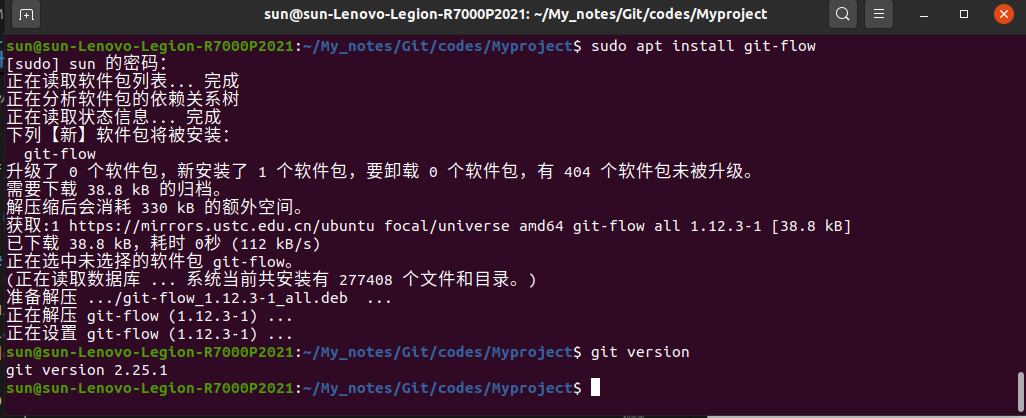 sun@sun-Lenovo-Legion-R7000P2021: ~/My_notes/Git/codes/Myproject
sun@sun-Lenovo-Legion-R7000P2021:~/My_notes/Git/codes/Myproject$ sudo apt install git-flow
[sudo] sun 的密码：
正在读取软件包列表... 完成
正在分析软件包的依赖关系树
正在读取状态信息... 完成
下列【新】软件包将被安装：
  git-flow
升级了 0 个软件包，新安装了 1 个软件包，要卸载 0 个软件包，有 404 个软件包未被升级。
需要下载 38.8 kB 的归档。
解压缩后会消耗 330 kB 的额外空间。
获取:1 https://mirrors.ustc.edu.cn/ubuntu focal/universe amd64 git-flow all 1.12.3-1 [38.8 kB]
已下载 38.8 kB，耗时 0秒 (112 kB/s)
正在选中未选择的软件包 git-flow。
(正在读取数据库 ... 系统当前共安装有 277408 个文件和目录。)
准备解压 .../git-flow_1.12.3-1_all.deb  ...
正在解压 git-flow (1.12.3-1) ...
正在设置 git-flow (1.12.3-1) ...
sun@sun-Lenovo-Legion-R7000P2021:~/My_notes/Git/codes/Myproject$ git version
git version 2.25.1
sun@sun-Lenovo-Legion-R7000P2021:~/My_notes/Git/codes/Myproject$